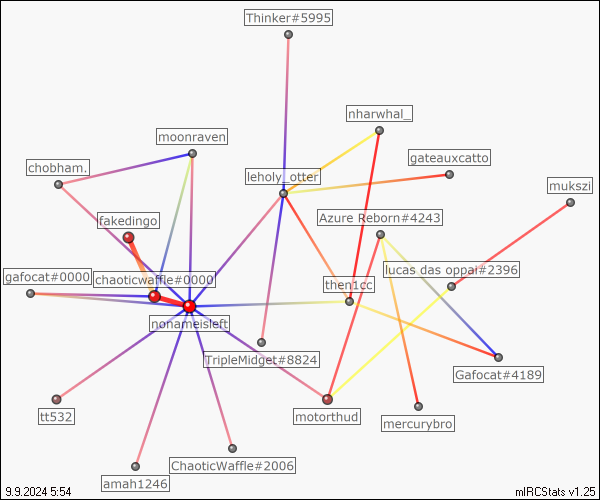 Thinker#5995
nharwhal_
moonraven
gateauxcatto
chobham.
leholy_otter
mukszi
fakedingo
Azure Reborn#4243
gafocat#0000
chaoticwaffle#0000
lucas das oppai#2396
then1cc
nonameisleft
TripleMidget#8824
Gafocat#4189
tt532
motorthud
mercurybro
ChaoticWaffle#2006
amah1246
9.9.2024 5:54
mIRCStats v1.25